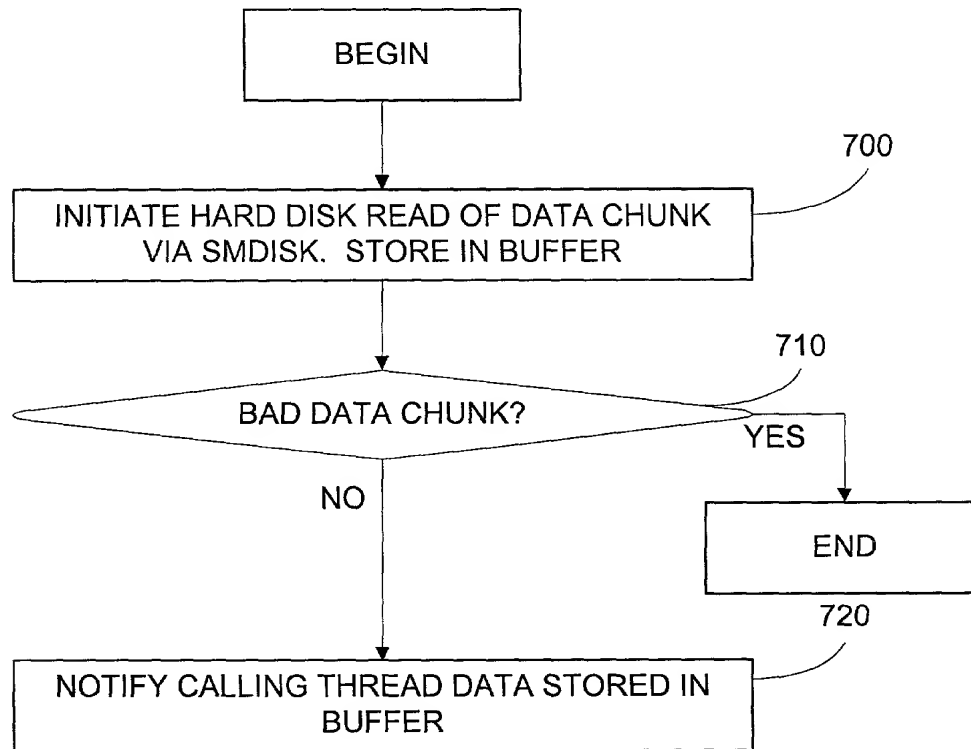 BEGIN
700
INITIATE HARD DISK READ OF DATA CHUNK
VIA SMDISK. STORE IN BUFFER
710
BAD DATA CHUNK?
YES
NO
END
720
NOTIFY CALLING THREAD DATA STORED IN
BUFFER